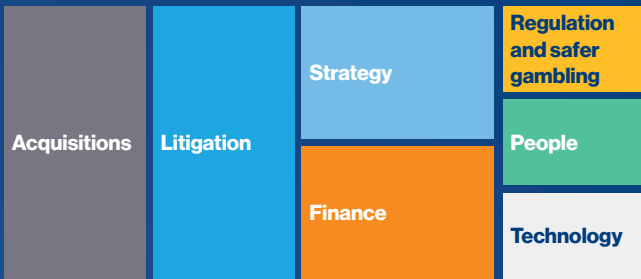 Acquisitions
Litigation
Strategy
Finance
Regulation
and safer
gambling
People
Technology